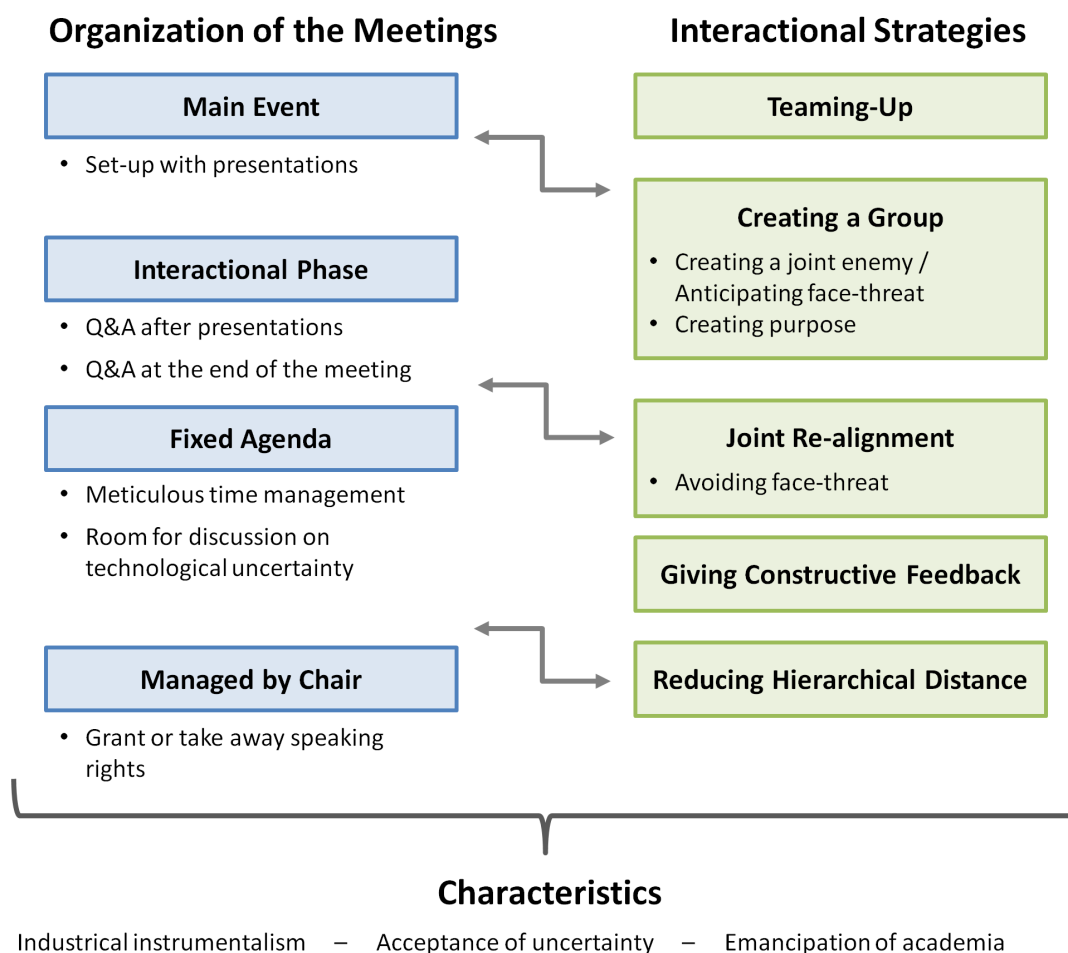 Organization of the Meetings
Main Event
• Set-up with presentations
Interactional Phase
• Q&A after presentations
• Q&A at the end of the meeting
Fixed Agenda
• Meticulous time management
• Room for discussion on
technological uncertainty
Managed by Chair
• Grant or take away speaking
rights
Interactional Strategies
Teaming-Up
Creating a Group
• Creating a joint enemy /
Anticipating face-threat
• Creating purpose
Joint Re-alignment
• Avoiding face-threat
Giving Constructive Feedback
Reducing Hierarchical Distance
Characteristics
Industrical instrumentalism – Acceptance of uncertainty – Emancipation of academia